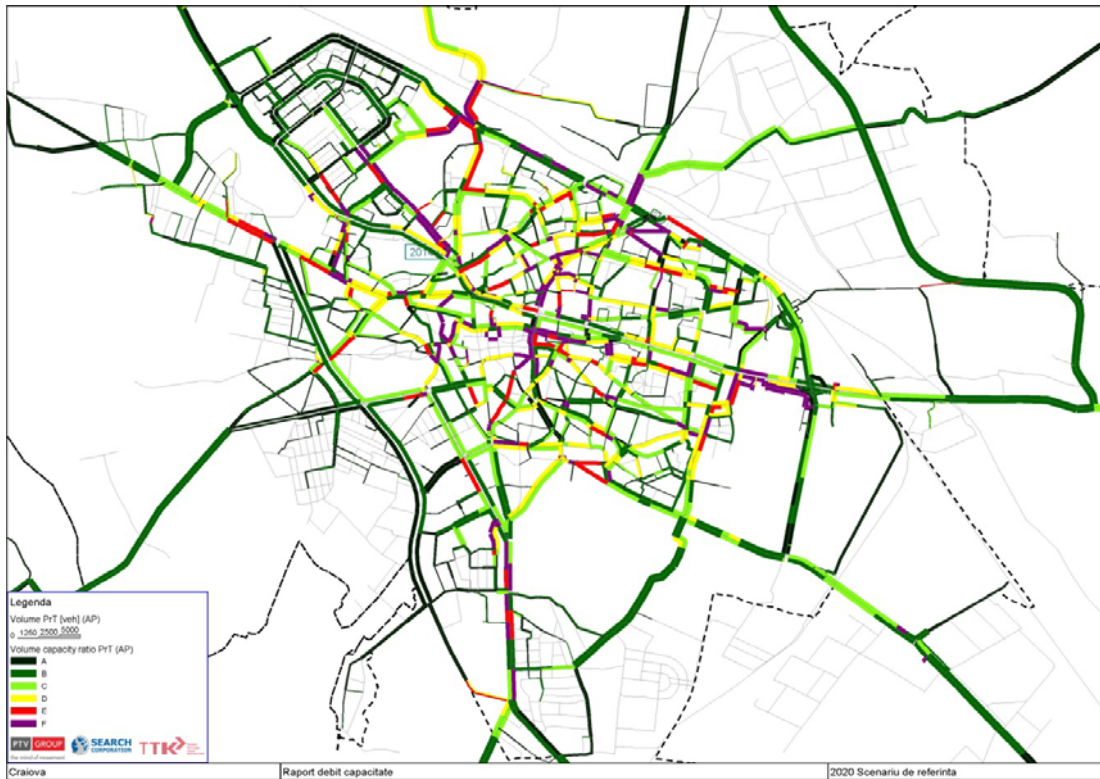 Legenda
Volume PrT [veh] (AP)
0 1250 2500 5000
Volume capacity ratio PrT (AP)
A
B
C
D
E
F
PTV GROUP
the mind of movement
SEARCH
CORPORATION
TTK
Craiova
Raport debit capacitate
2020 Scenariu de referinta